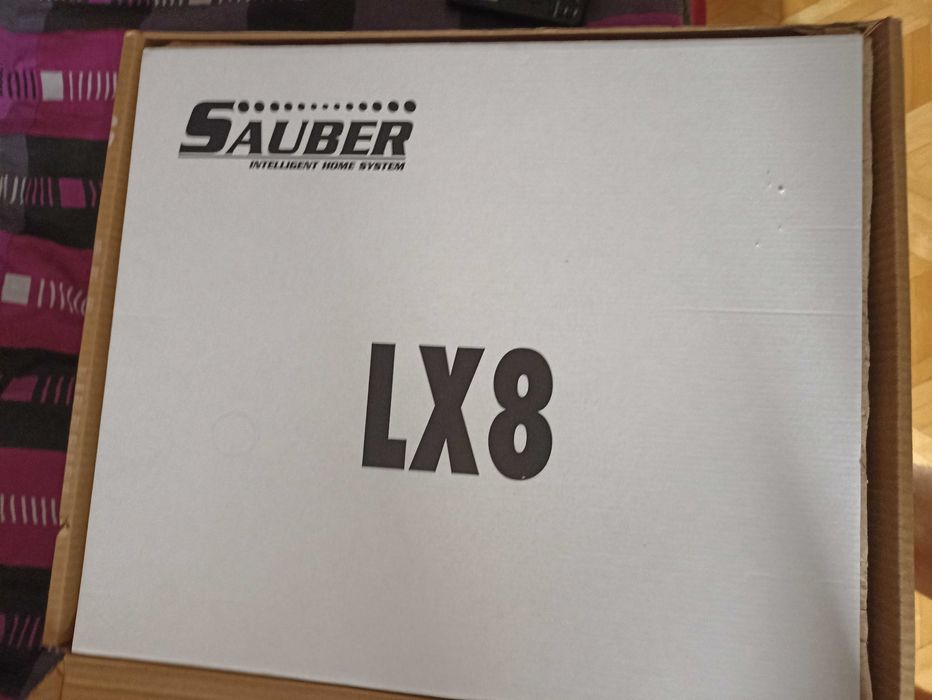 SAUBER
INTELLIGENT HOME SYSTEM
LX8